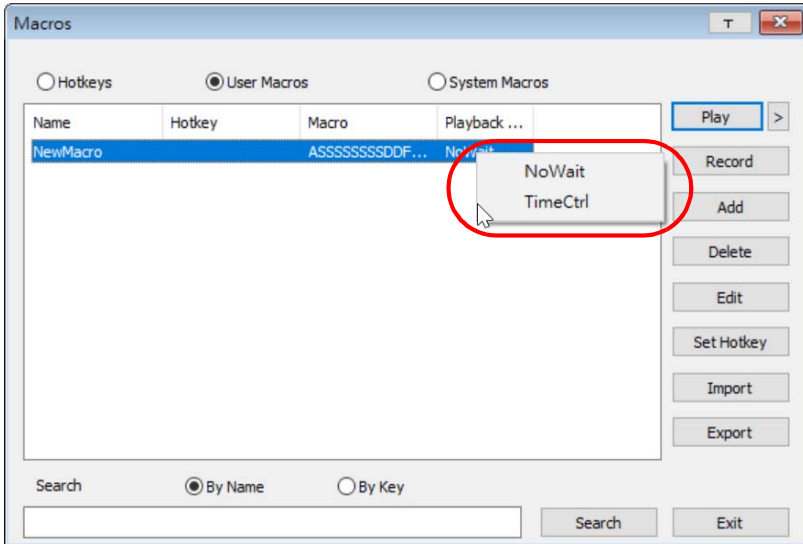 Macros
T
Hotkeys User Macros System Macros
Name Hotkey Macro Playback ...
Play >
NewMacro ASSSSSSSSDDF... NoWait
NoWait
TimeCtrl
Record
Add
Delete
Edit
Set Hotkey
Import
Export
Search By Name By Key
Search Exit